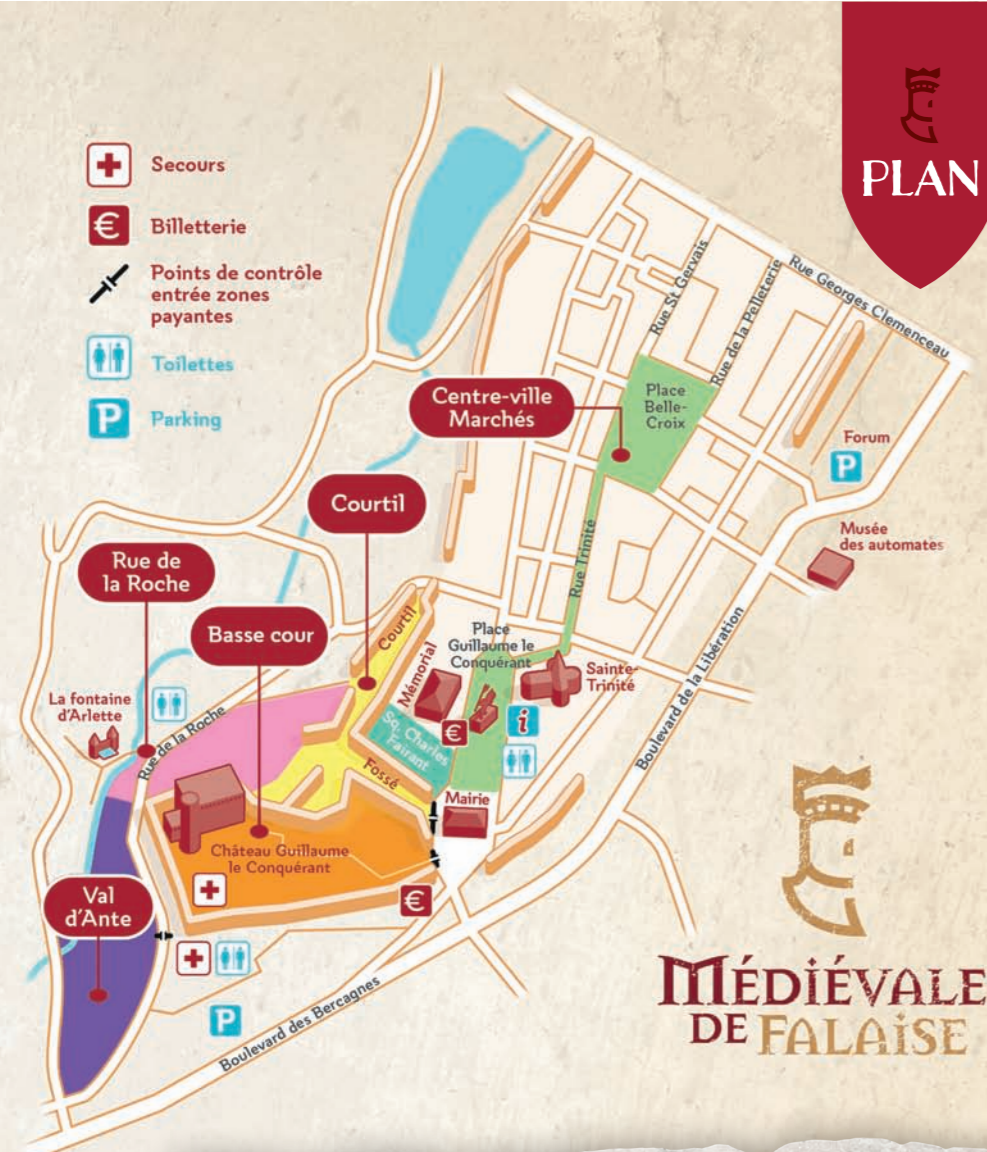 PLAN
Secours
€
Billetterie
Points de contrôle
entrée zones
payantes
Toilettes
P
Parking
Rue Georges Clemenceau
Rue St Gervais
Rue de la Pelleterie
Place
Belle-
Croix
Centre-ville
Marchés
Forum
P
Musée
des automates
Courtil
Rue Trinité
Rue de
la Roche
Basse cour
Courtil
Mémorial
Place
Guillaume le
Conquérant
Sainte-
Trinité
Boulevard de la Libération
La fontaine
d'Arlette
Rue de la Roche
€
i
Sq. Charles
Fairant
Fossé
Mairie
Château Guillaume
le Conquérant
€
Val
d'Ante
P
Boulevard des Bercagnes
MÉDIÉVALE
DE FALAISE